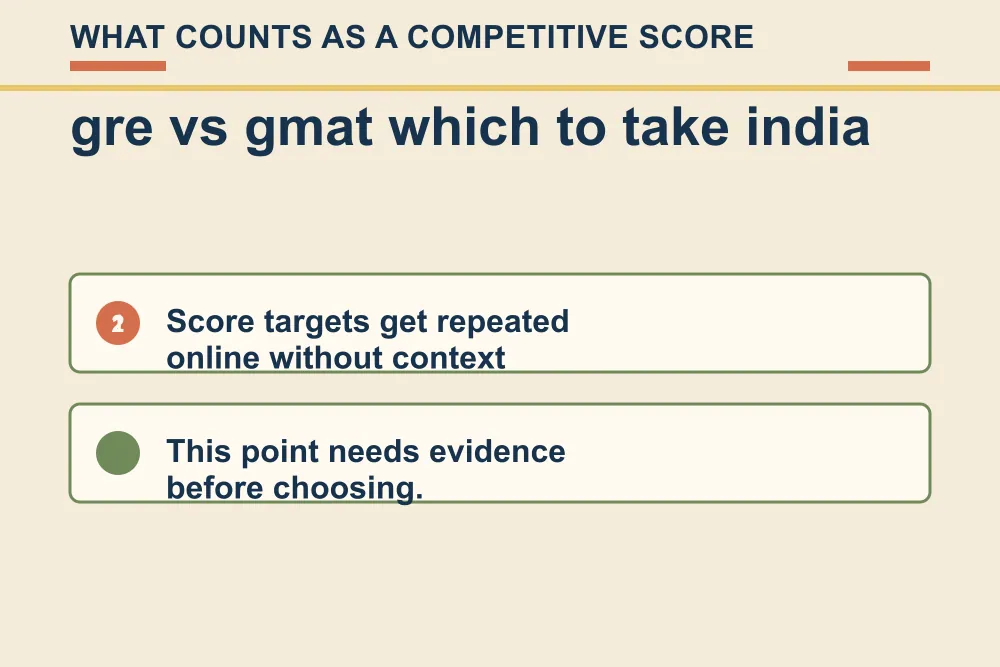 WHAT COUNTS AS A COMPETITIVE SCORE
gre vs gmat which to take india
2
Score targets get repeated
online without context
This point needs evidence
before choosing.